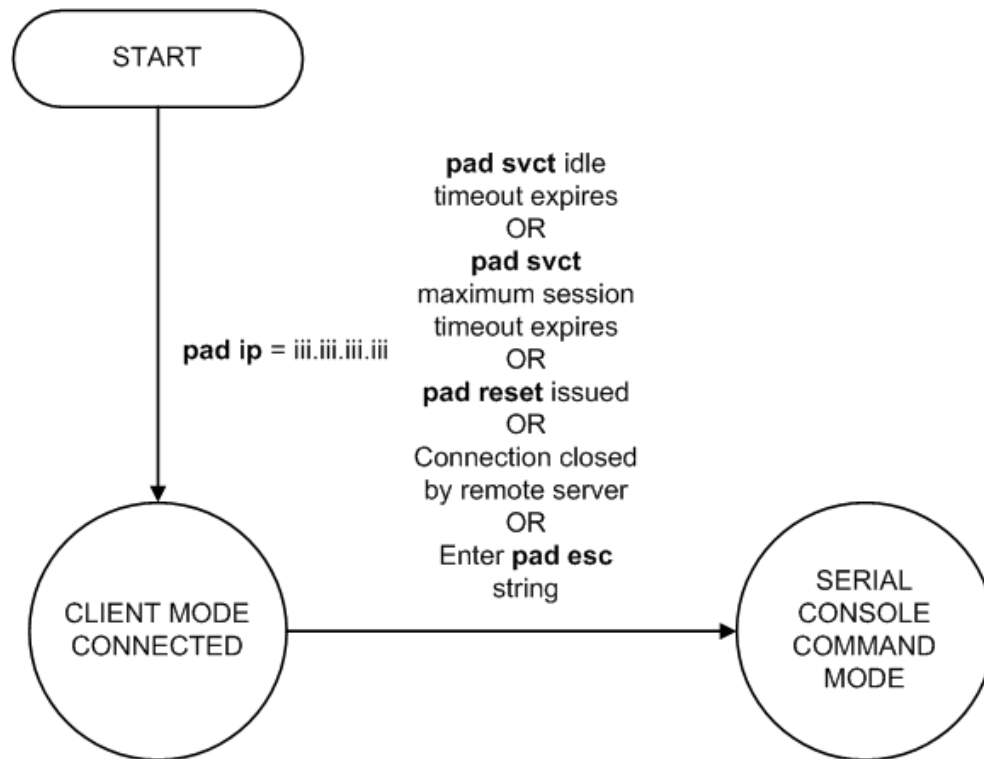 START
pad svct idle
timeout expires
OR
pad svct
maximum session
timeout expires
OR
pad reset issued
OR
Connection closed
by remote server
OR
Enter pad esc
string
pad ip = iii.iii.iii.iii
CLIENT MODE
CONNECTED
SERIAL
CONSOLE
COMMAND
MODE